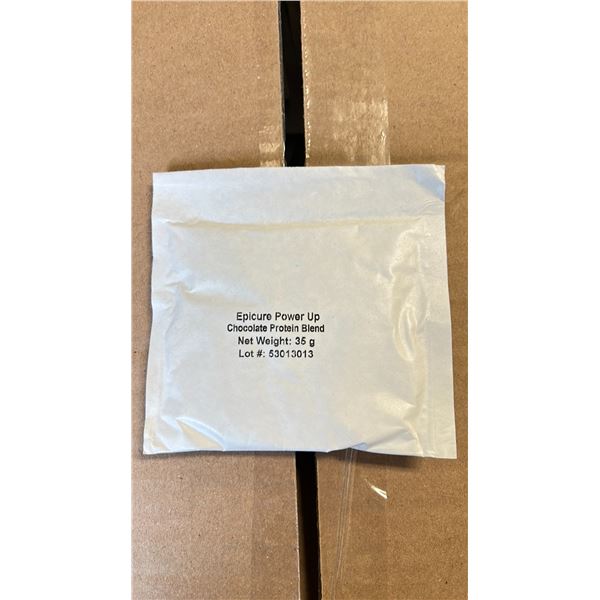 Epicure Power Up
Chocolate Protein Blend
Net Weight: 35 g
Lot #: 53013013